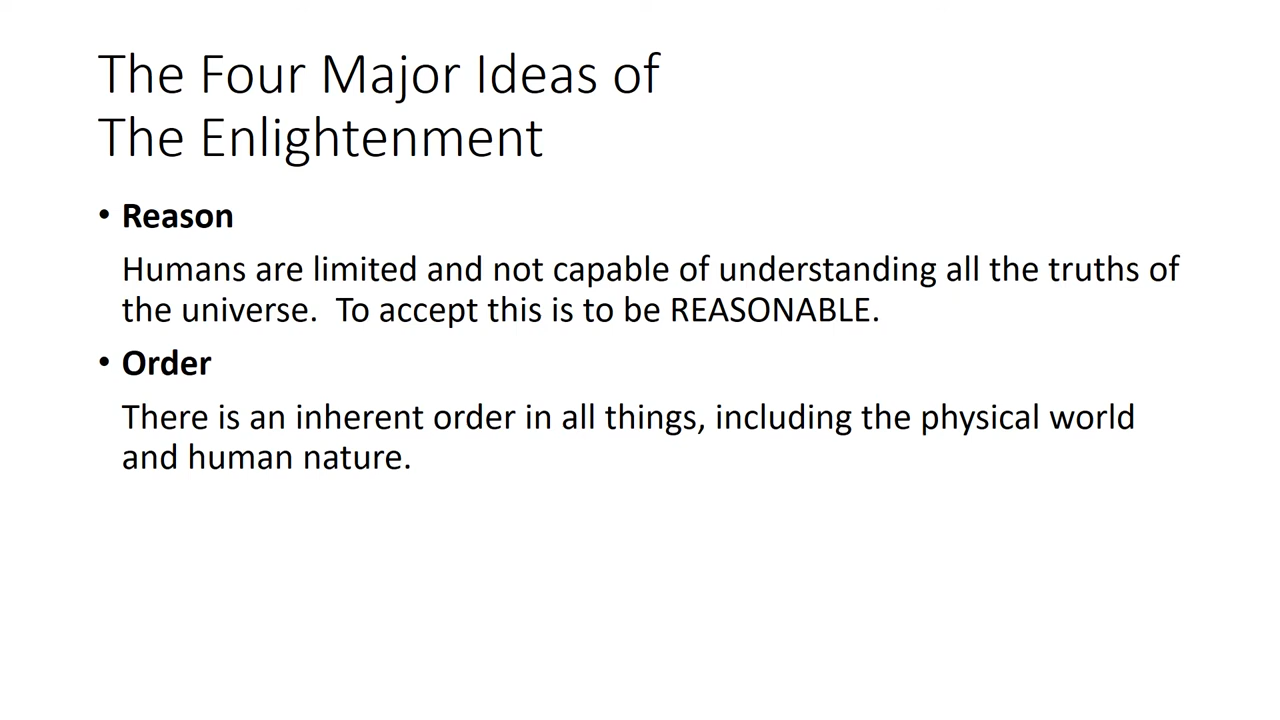 The Four Major Ideas of
The Enlightenment
• Reason
Humans are limited and not capable of understanding all the truths of
the universe.  To accept this is to be REASONABLE.
• Order
There is an inherent order in all things, including the physical world
and human nature.